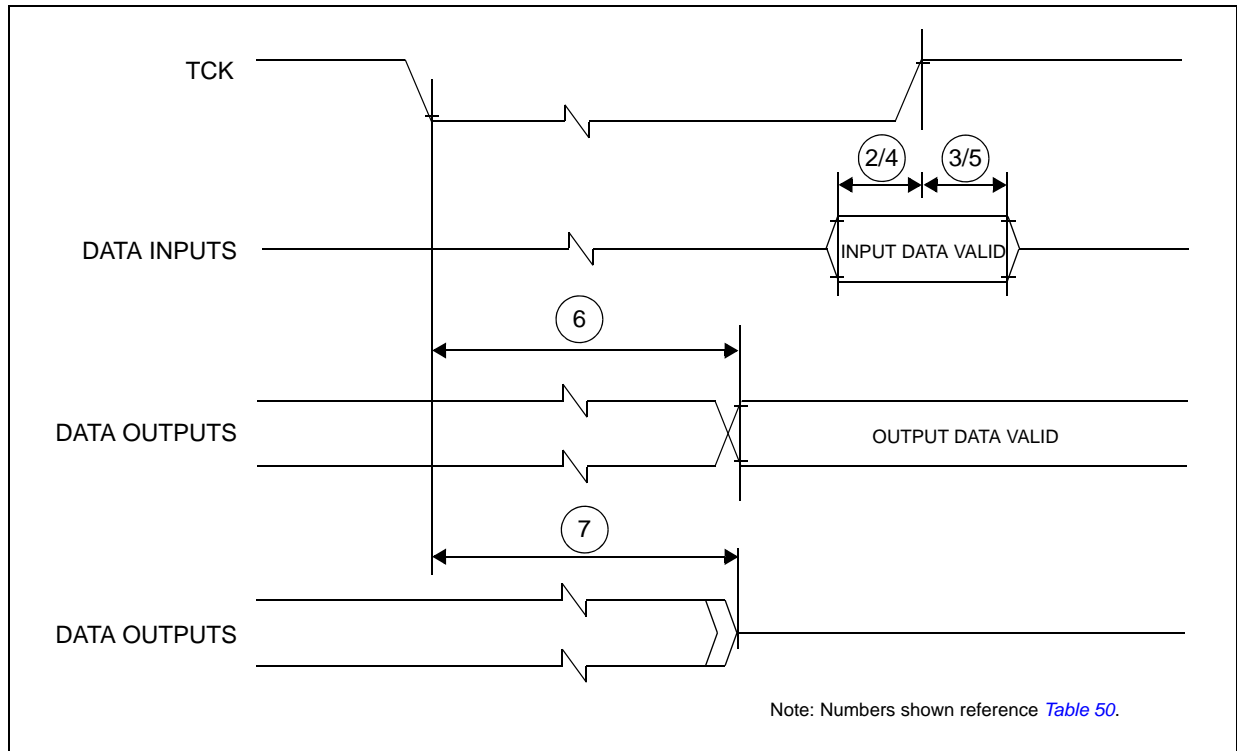 TCK
2/4
3/5
DATA INPUTS
INPUT DATA VALID
6
DATA OUTPUTS
OUTPUT DATA VALID
7
DATA OUTPUTS
Note: Numbers shown reference Table 50.